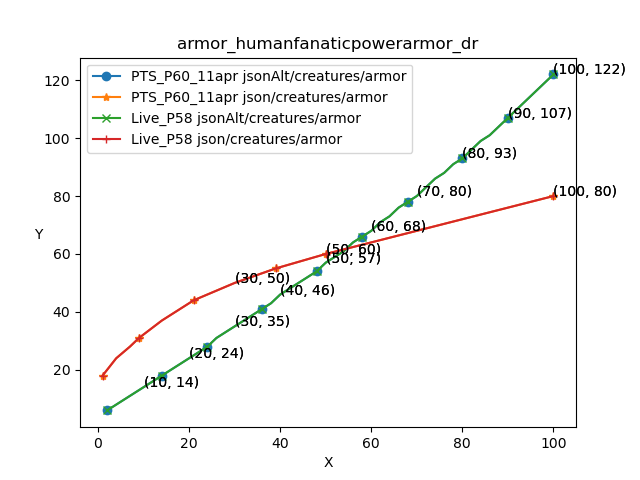 armor_humanfanaticpowerarmor_dr
PTS_P60_11apr jsonAlt/creatures/armor
PTS_P60_11apr json/creatures/armor
Live_P58 jsonAlt/creatures/armor
Live_P58 json/creatures/armor
(100, 122)
(90, 107)
(80, 93)
(70, 80)
(100, 80)
(60, 68)
(50, 60)
(50, 57)
(30, 50)
(40, 46)
(30, 35)
(20, 24)
(10, 14)
120
100
80
60
40
20
Y
0 20 40 60 80 100
X